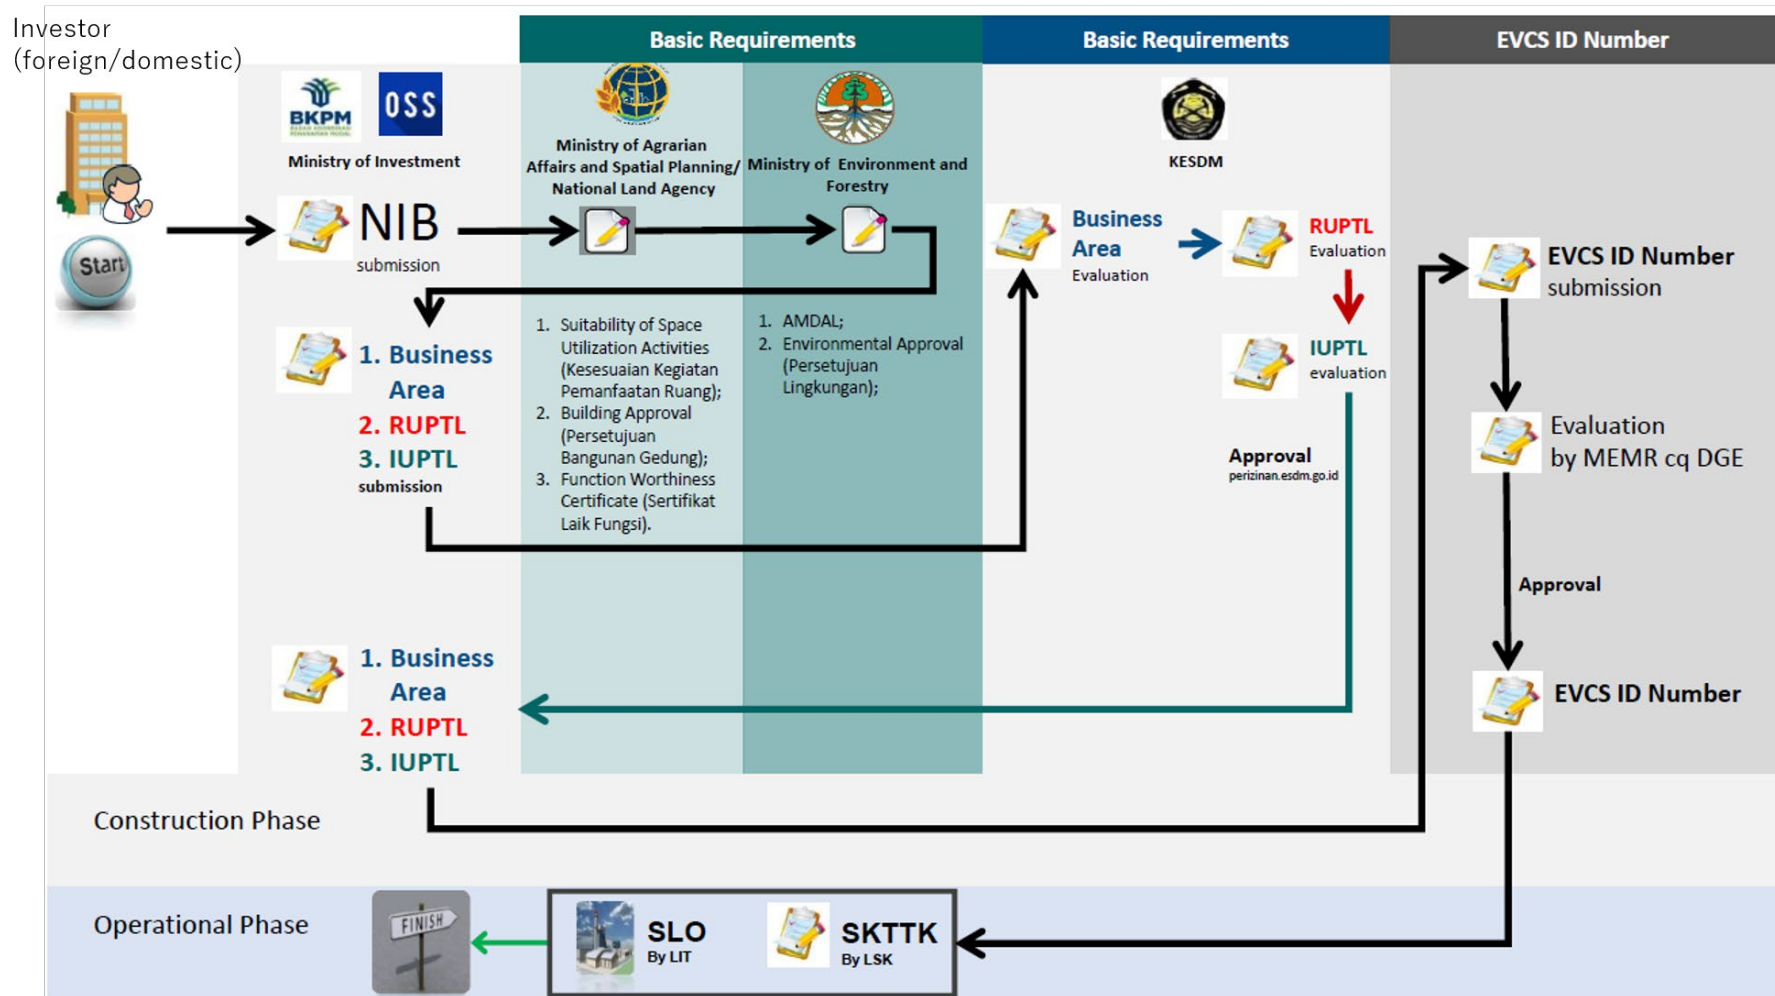 Investor
(foreign/domestic)
Basic Requirements
Basic Requirements
EVCS ID Number
BKPM
OSS
Ministry of Investment
Ministry of Agrarian
Affairs and Spatial Planning/
National Land Agency
Ministry of Environment and
Forestry
KESDM
Start
NIB
submission
Business
Area
Evaluation
RUPTL
Evaluation
IUPTL
evaluation
Approval
perizinan.esdm.go.id
1. Business
Area
2. RUPTL
3. IUPTL
submission
1. Suitability of Space
Utilization Activities
(Kesesuaian Kegiatan
Pemanfaatan Ruang);
2. Building Approval
(Persetujuan
Bangunan Gedung);
3. Function Worthiness
Certificate (Sertifikat
Laik Fungsi).
1. AMDAL;
2. Environmental Approval
(Persetujuan
Lingkungan);
1. Business
Area
2. RUPTL
3. IUPTL
EVCS ID Number
submission
Evaluation
by MEMR cq DGE
Approval
EVCS ID Number
Construction Phase
Operational Phase
FINISH
SLO
By LIT
SKTTK
By LSK